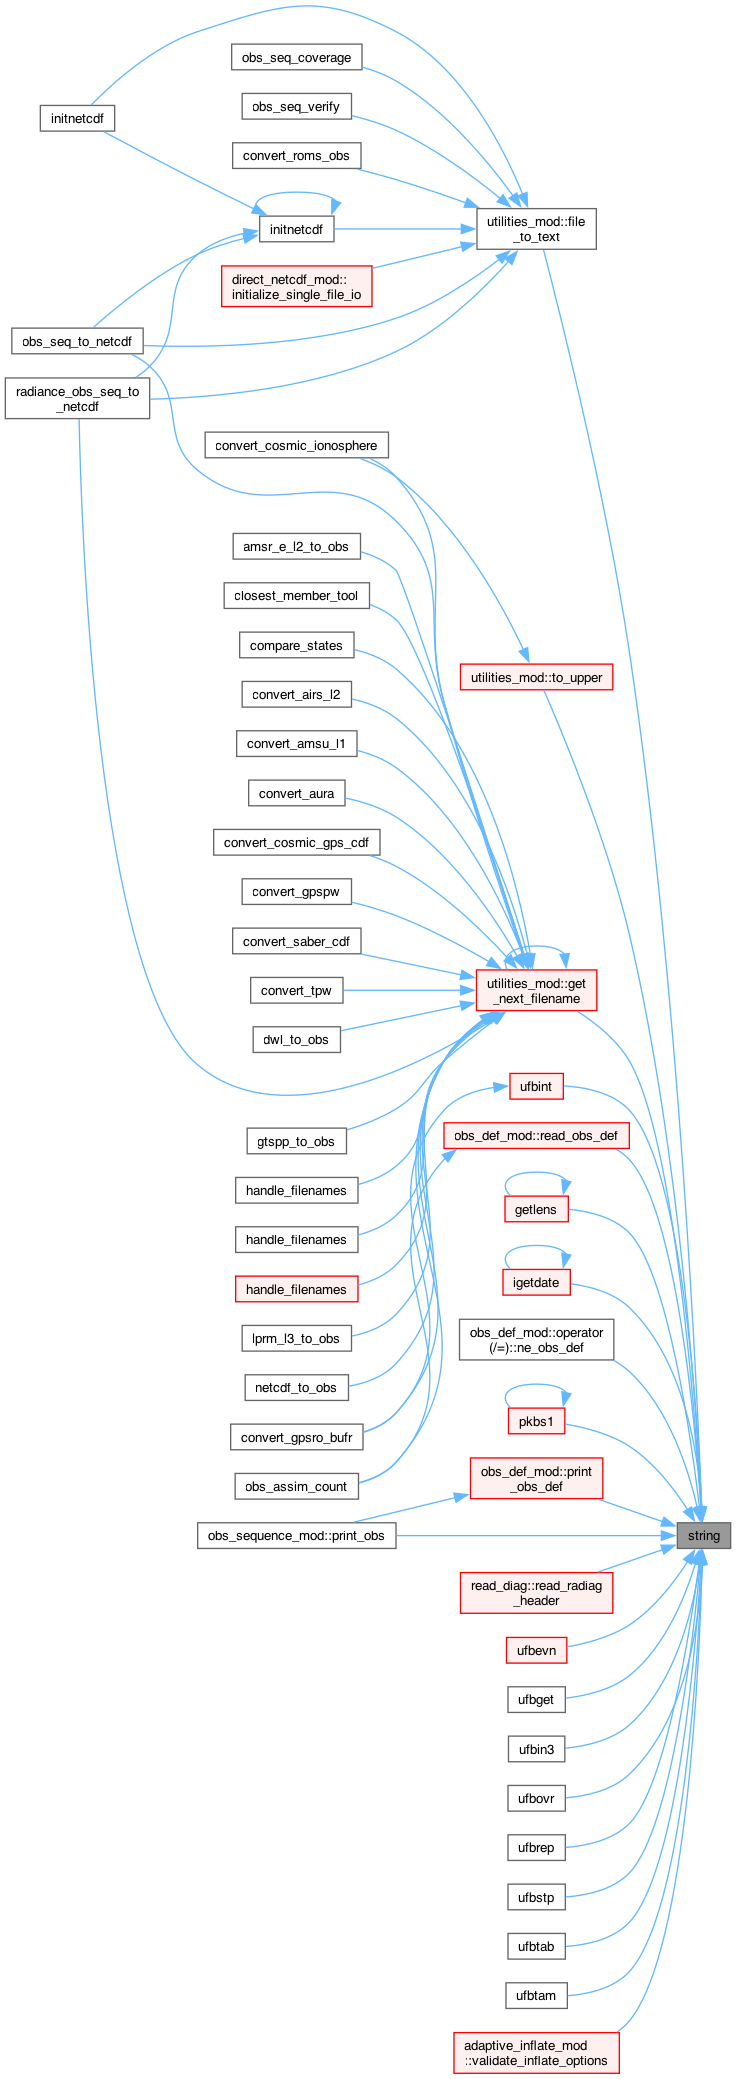 obs_seq_coverage
obs_seq_verify
initnetcdf
convert_roms_obs
utilities_mod::file
_to_text
initnetcdf
direct_netcdf_mod::
initialize_single_file_io
obs_seq_to_netcdf
radiance_obs_seq_to
_netcdf
convert_cosmic_ionosphere
amsr_e_l2_to_obs
closest_member_tool
compare_states
utilities_mod::to_upper
convert_airs_l2
convert_amsu_l1
convert_aura
convert_cosmic_gps_cdf
convert_gpspw
convert_saber_cdf
utilities_mod::get
_next_filename
convert_tpw
dwl_to_obs
ufbint
gtspp_to_obs
obs_def_mod::read_obs_def
handle_filenames
getlens
handle_filenames
igetdate
handle_filenames
lprm_l3_to_obs
obs_def_mod::operator
(/=)::ne_obs_def
netcdf_to_obs
pkbs1
convert_gpsro_bufr
obs_def_mod::print
_obs_def
obs_assim_count
obs_sequence_mod::print_obs
string
read_diag::read_radiag
_header
ufbevn
ufbget
ufbin3
ufbovr
ufbrep
ufbstp
ufbtab
ufbtam
adaptive_inflate_mod
::validate_inflate_options